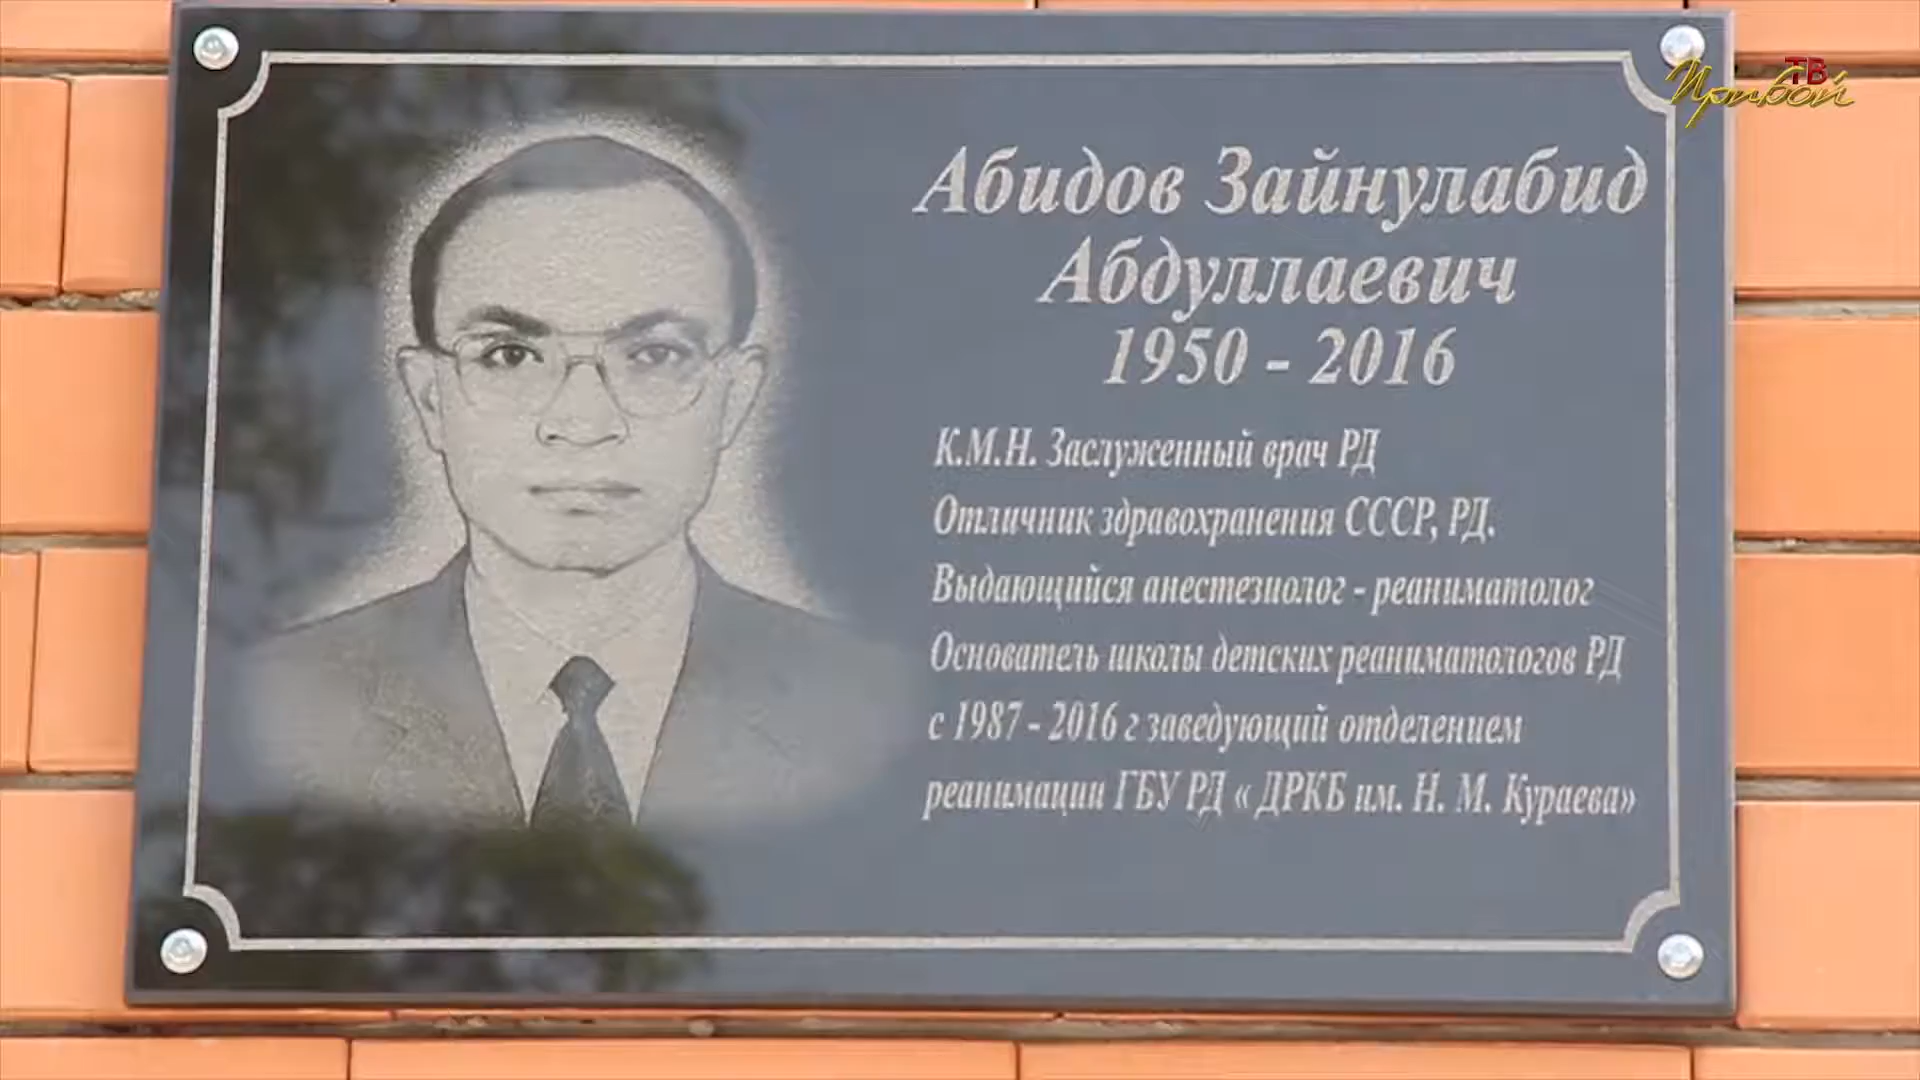 ТВ
Прибой
Абидов Зайнулабид
Абдуллаевич
1950 - 2016
К.М.Н. Заслуженный врач РД
Отличник здравохранения СССР, РД.
Выдающийся анестезиолог - реаниматолог
Основатель школы детских реаниматологов РД
с 1987 - 2016 г заведующий отделением
реанимации ГБУ РД « ДРКБ им. Н. М. Кураева»